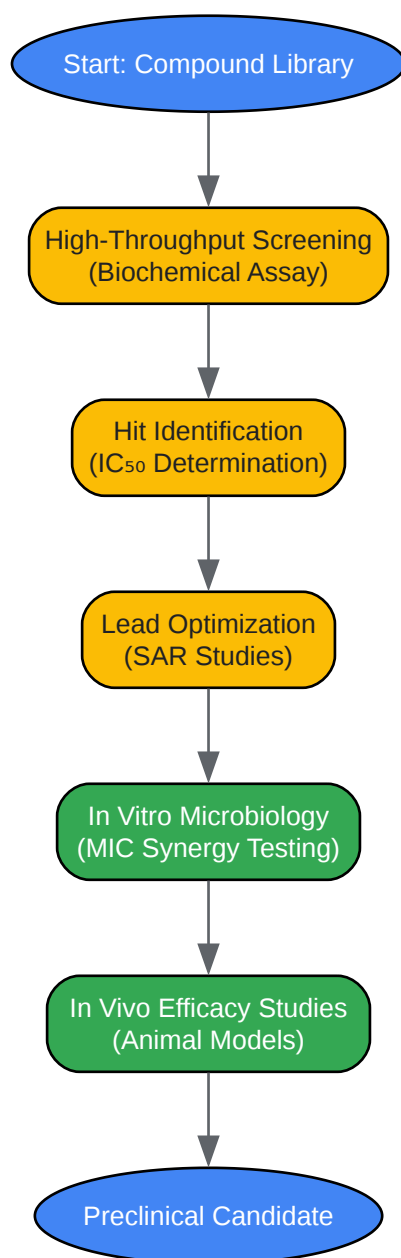 Start: Compound Library
High-Throughput Screening
(Biochemical Assay)
Hit Identification
(IC₅₀ Determination)
Lead Optimization
(SAR Studies)
In Vitro Microbiology
(MIC Synergy Testing)
In Vivo Efficacy Studies
(Animal Models)
Preclinical Candidate